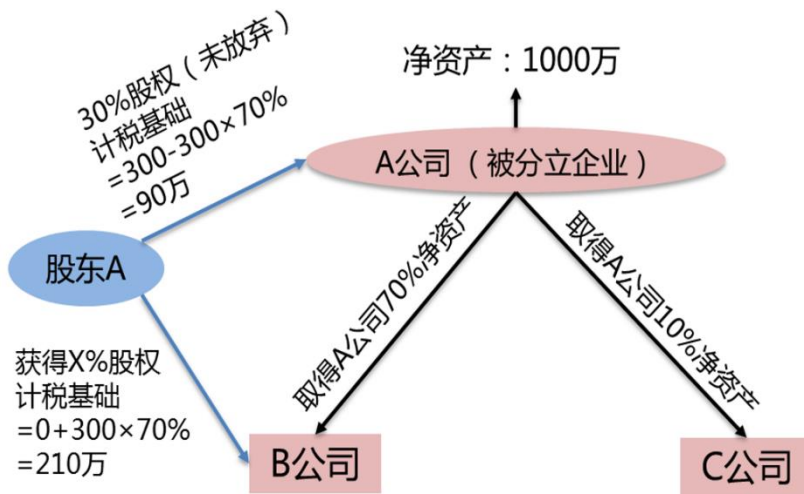 净资产：1000万
30%股权（未放弃）
计税基础
=300-300×70%
=90万
A公司 （被分立企业）
股东A
取得A公司70%净资产
取得A公司10%净资产
获得X%股权
计税基础
=0+300×70%
=210万
B公司
C公司